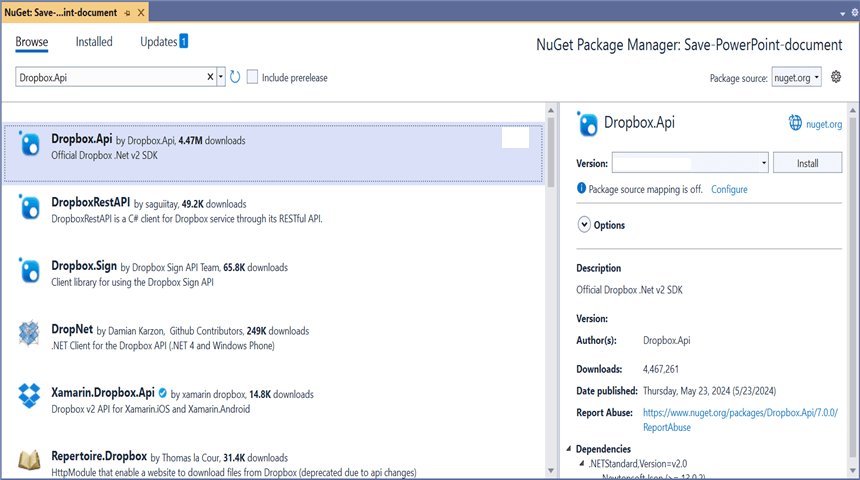 NuGet: Save-...int-document
Browse Installed Updates 1
NuGet Package Manager: Save-PowerPoint-document
Dropbox.Api
Include prerelease
Package source: nuget.org
Dropbox.Api by Dropbox.Api, 4.47M downloads
Official Dropbox .Net v2 SDK
DropboxRestAPI by saguiitay, 49.2K downloads
DropboxRestAPI is a C# client for Dropbox service through its RESTful API.
Dropbox.Sign by Dropbox Sign API Team, 65.8K downloads
Client library for using the Dropbox Sign API
DropNet by Damian Karzon, Github Contributors, 249K downloads
.NET Client for the Dropbox API (.NET 4 and Windows Phone)
Xamarin.Dropbox.Api by xamarin dropbox, 14.8K downloads
Dropbox v2 API for Xamarin.iOS and Xamarin.Android
Repertoire.Dropbox by Thomas la Cour, 31.4K downloads
HttpModule that enable a website to download files from Dropbox (deprecated due to api changes)
Dropbox.Api
nuget.org
Version:
Install
Package source mapping is off. Configure
Options
Description
Official Dropbox .Net v2 SDK
Version:
Author(s): Dropbox.Api
Downloads: 4,467,261
Date published: Thursday, May 23, 2024 (5/23/2024)
Report Abuse: https://www.nuget.org/packages/Dropbox.Api/7.0.0/
ReportAbuse
Dependencies
.NETStandard,Version=v2.0
Newtonsoft.Json (>= 13.0.2)